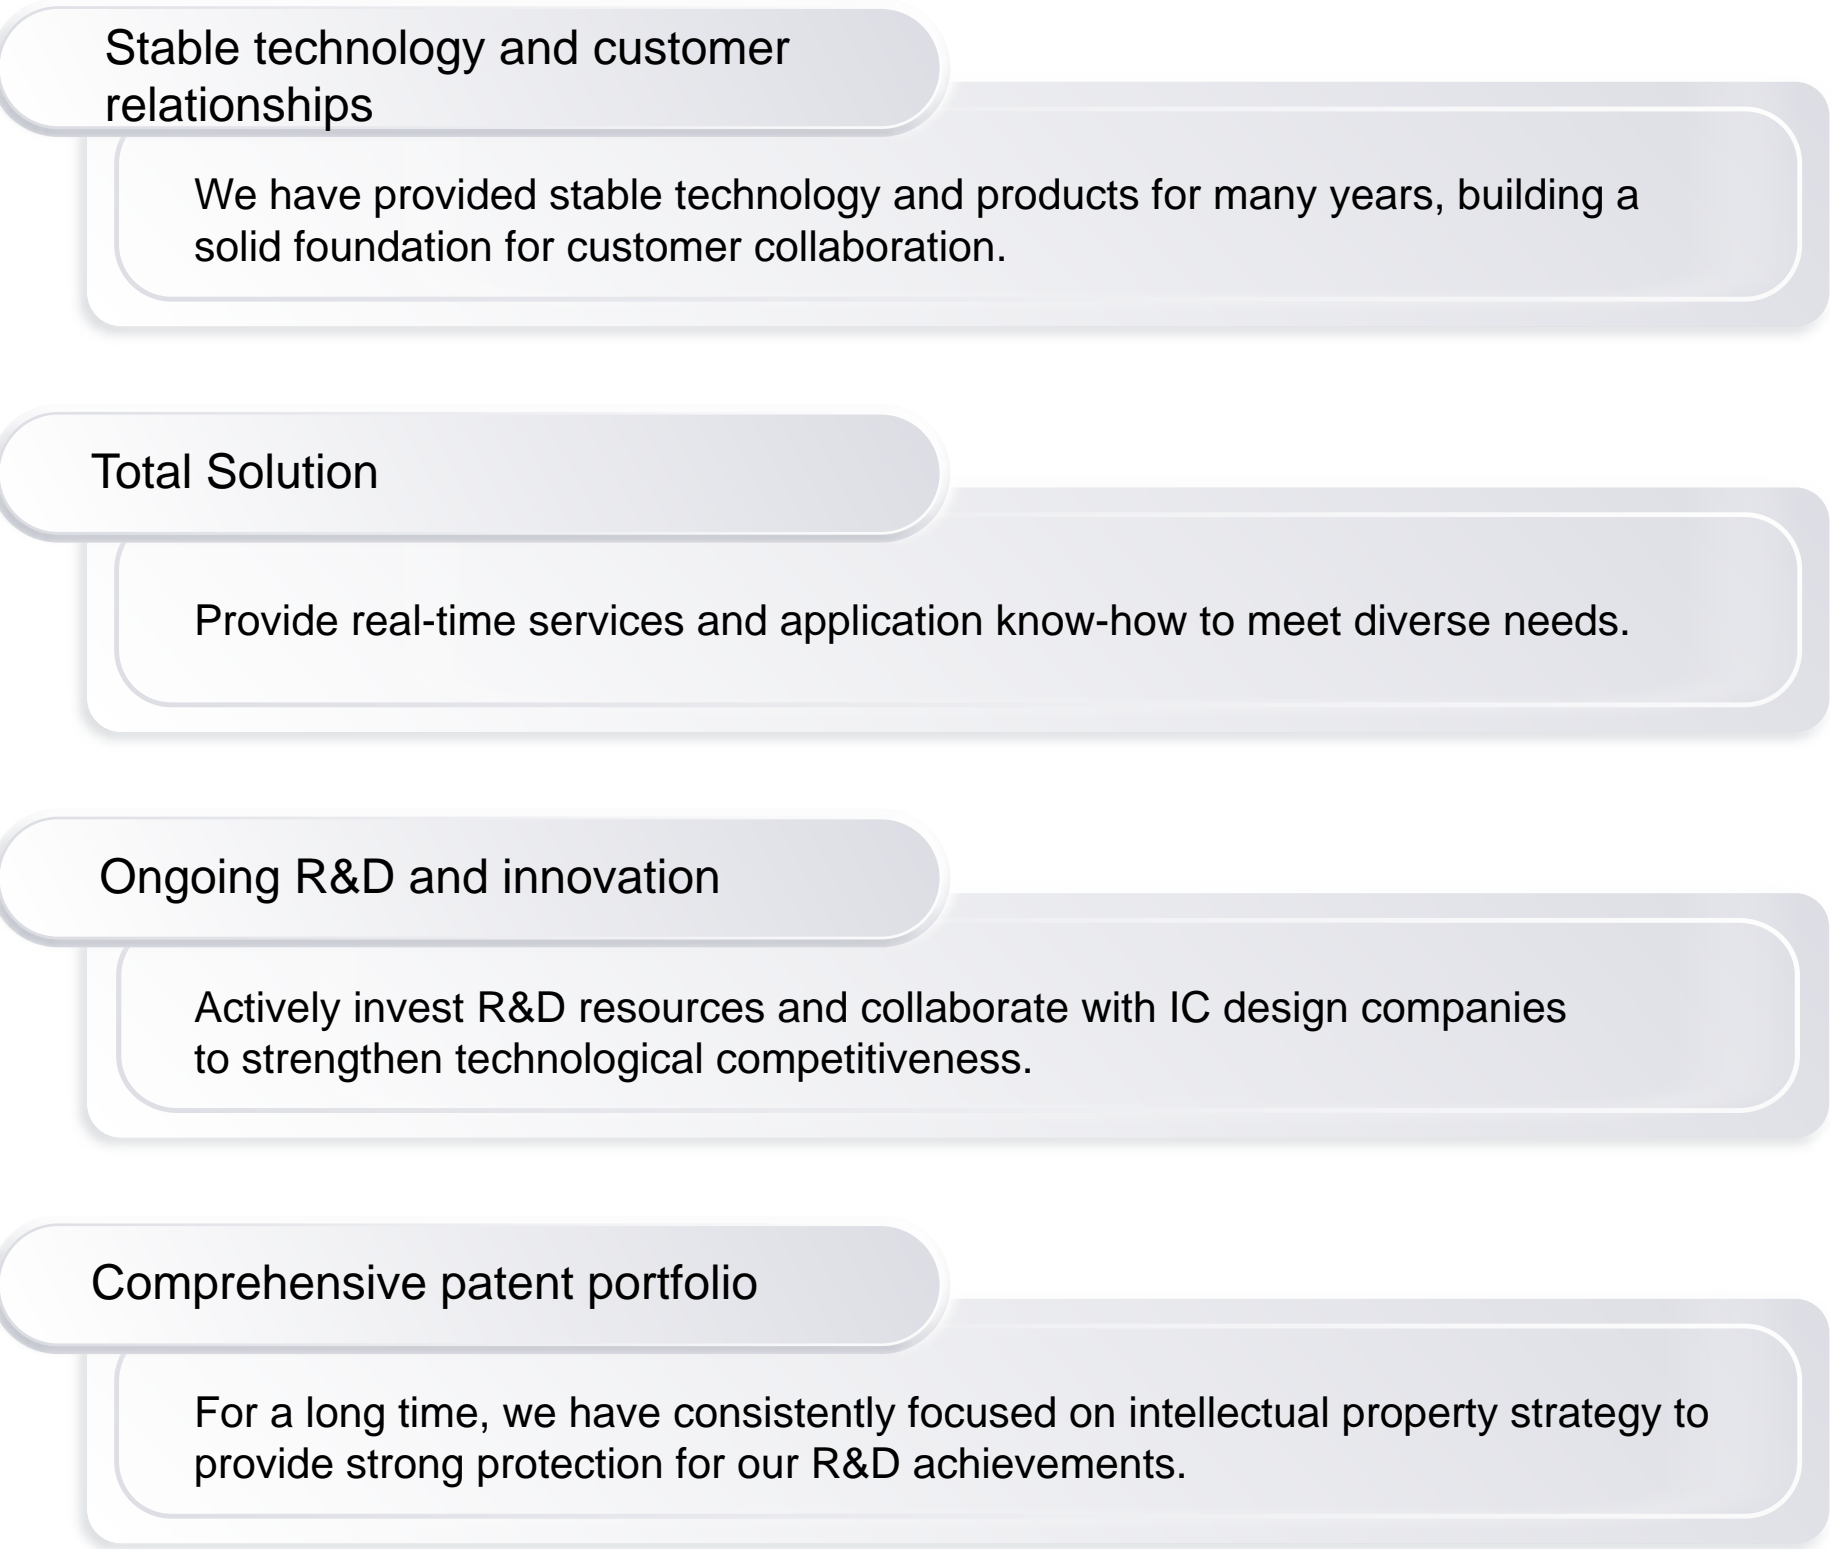 Stable technology and customer
relationships
We have provided stable technology and products for many years, building a
solid foundation for customer collaboration.
Total Solution
Provide real-time services and application know-how to meet diverse needs.
Ongoing R&D and innovation
Actively invest R&D resources and collaborate with IC design companies
to strengthen technological competitiveness.
Comprehensive patent portfolio
For a long time, we have consistently focused on intellectual property strategy to
provide strong protection for our R&D achievements.